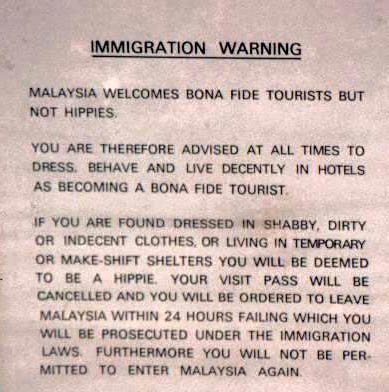 IMMIGRATION WARNING
MALAYSIA WELCOMES BONA FIDE TOURISTS BUT
NOT HIPPIES.
YOU ARE THEREFORE ADVISED AT ALL TIMES TO
DRESS, BEHAVE AND LIVE DECENTLY IN HOTELS
AS BECOMING A BONA FIDE TOURIST.
IF YOU ARE FOUND DRESSED IN SHABBY, DIRTY
OR INDECENT CLOTHES, OR LIVING IN TEMPORARY
OR MAKE-SHIFT SHELTERS YOU WILL BE DEEMED
TO BE A HIPPIE. YOUR VISIT PASS WILL BE
CANCELLED AND YOU WILL BE ORDERED TO LEAVE
MALAYSIA WITHIN 24 HOURS FAILING WHICH YOU
WILL BE PROSECUTED UNDER THE IMMIGRATION
LAWS. FURTHERMORE YOU WILL NOT BE PER-
MITTED TO ENTER MALAYSIA AGAIN.